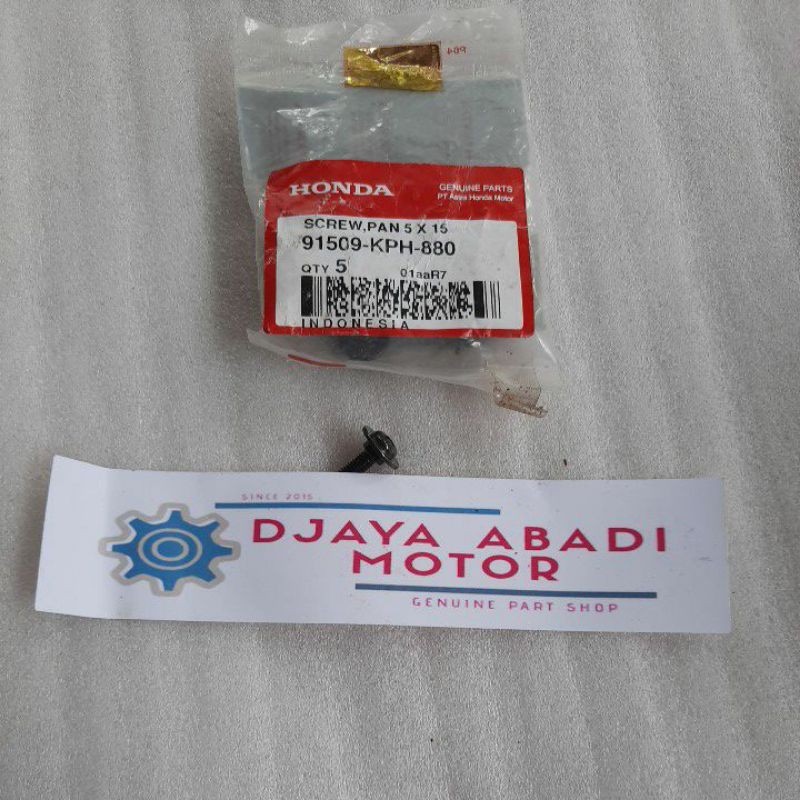 P64
HONDA
GENUINE PARTS
PT Astra Honda Motor
SCREW,PAN 5 X 15
91509-KPH-880
QTY 5
01aaR7
INDONESIA
SINCE 2015
DJAYA ABADI
MOTOR
GENUINE PART SHOP